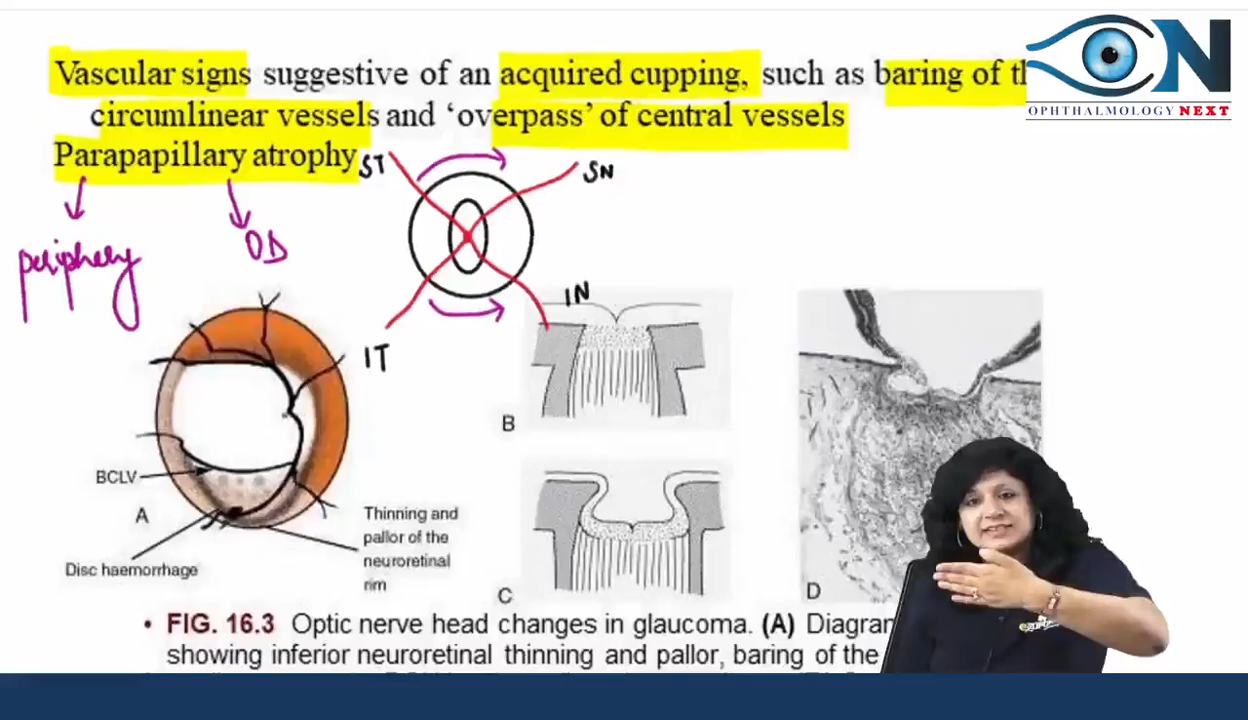 Vascular signs suggestive of an acquired cupping, such as baring of
circumlinear vessels and ‘overpass’ of central vessels
Parapapillary atrophy
ON
OPHTHALMOLOGY NEXT
ST
SN
periphery
OD
IN
IT
BCLV
A
B
Thinning and
pallor of the
neuroretinal
rim
Disc haemorrhage
C
D
• FIG. 16.3 Optic nerve head changes in glaucoma. (A)
showing inferior neuroretinal thinning and pallor, baring of the